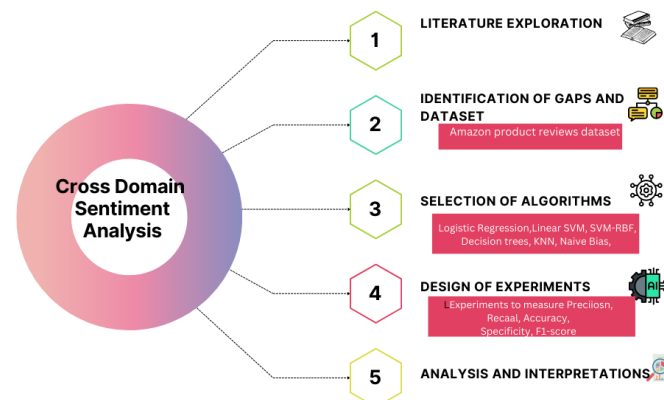 Cross Domain
Sentiment
Analysis
1
LITERATURE EXPLORATION
2
IDENTIFICATION OF GAPS AND
DATASET
Amazon product reviews dataset
3
SELECTION OF ALGORITHMS
Logistic Regression,Linear SVM, SVM-RBF,
Decision trees, KNN, Naive Bias,
4
AI
DESIGN OF EXPERIMENTS
LExperiments to measure Preciiosn,
Recaal, Accuracy,
Specificity, F1-score
5
ANALYSIS AND INTERPRETATIONS